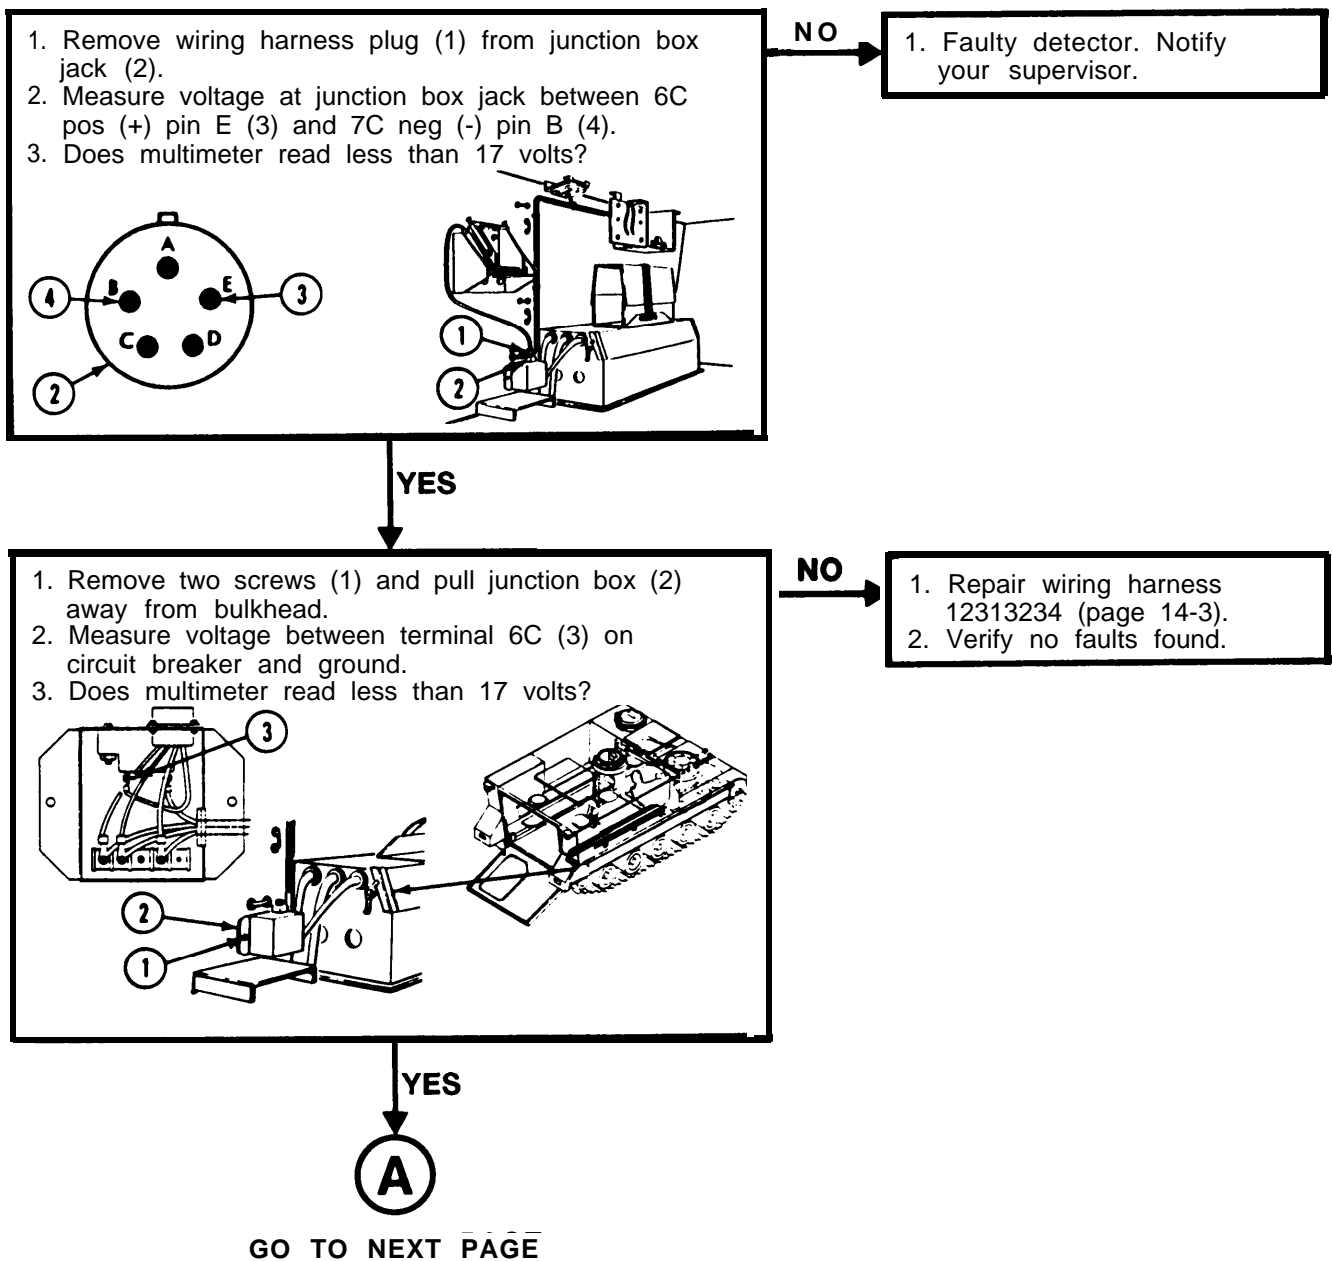 1. Remove wiring harness plug (1) from junction box
jack (2).
2. Measure voltage at junction box jack between 6C
pos (+) pin E (3) and 7C neg (-) pin B (4).
3. Does multimeter read less than 17 volts?
NO
1. Faulty detector. Notify
your supervisor.
A
B
E
C
D
4
3
2
1
2
YES
1. Remove two screws (1) and pull junction box (2)
away from bulkhead.
2. Measure voltage between terminal 6C (3) on
circuit breaker and ground.
3. Does multimeter read less than 17 volts?
NO
1. Repair wiring harness
12313234 (page 14-3).
2. Verify no faults found.
3
2
1
YES
A
GO TO NEXT PAGE